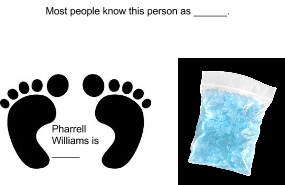 Most people know this person as ______.
Pharrell
Williams is
_____